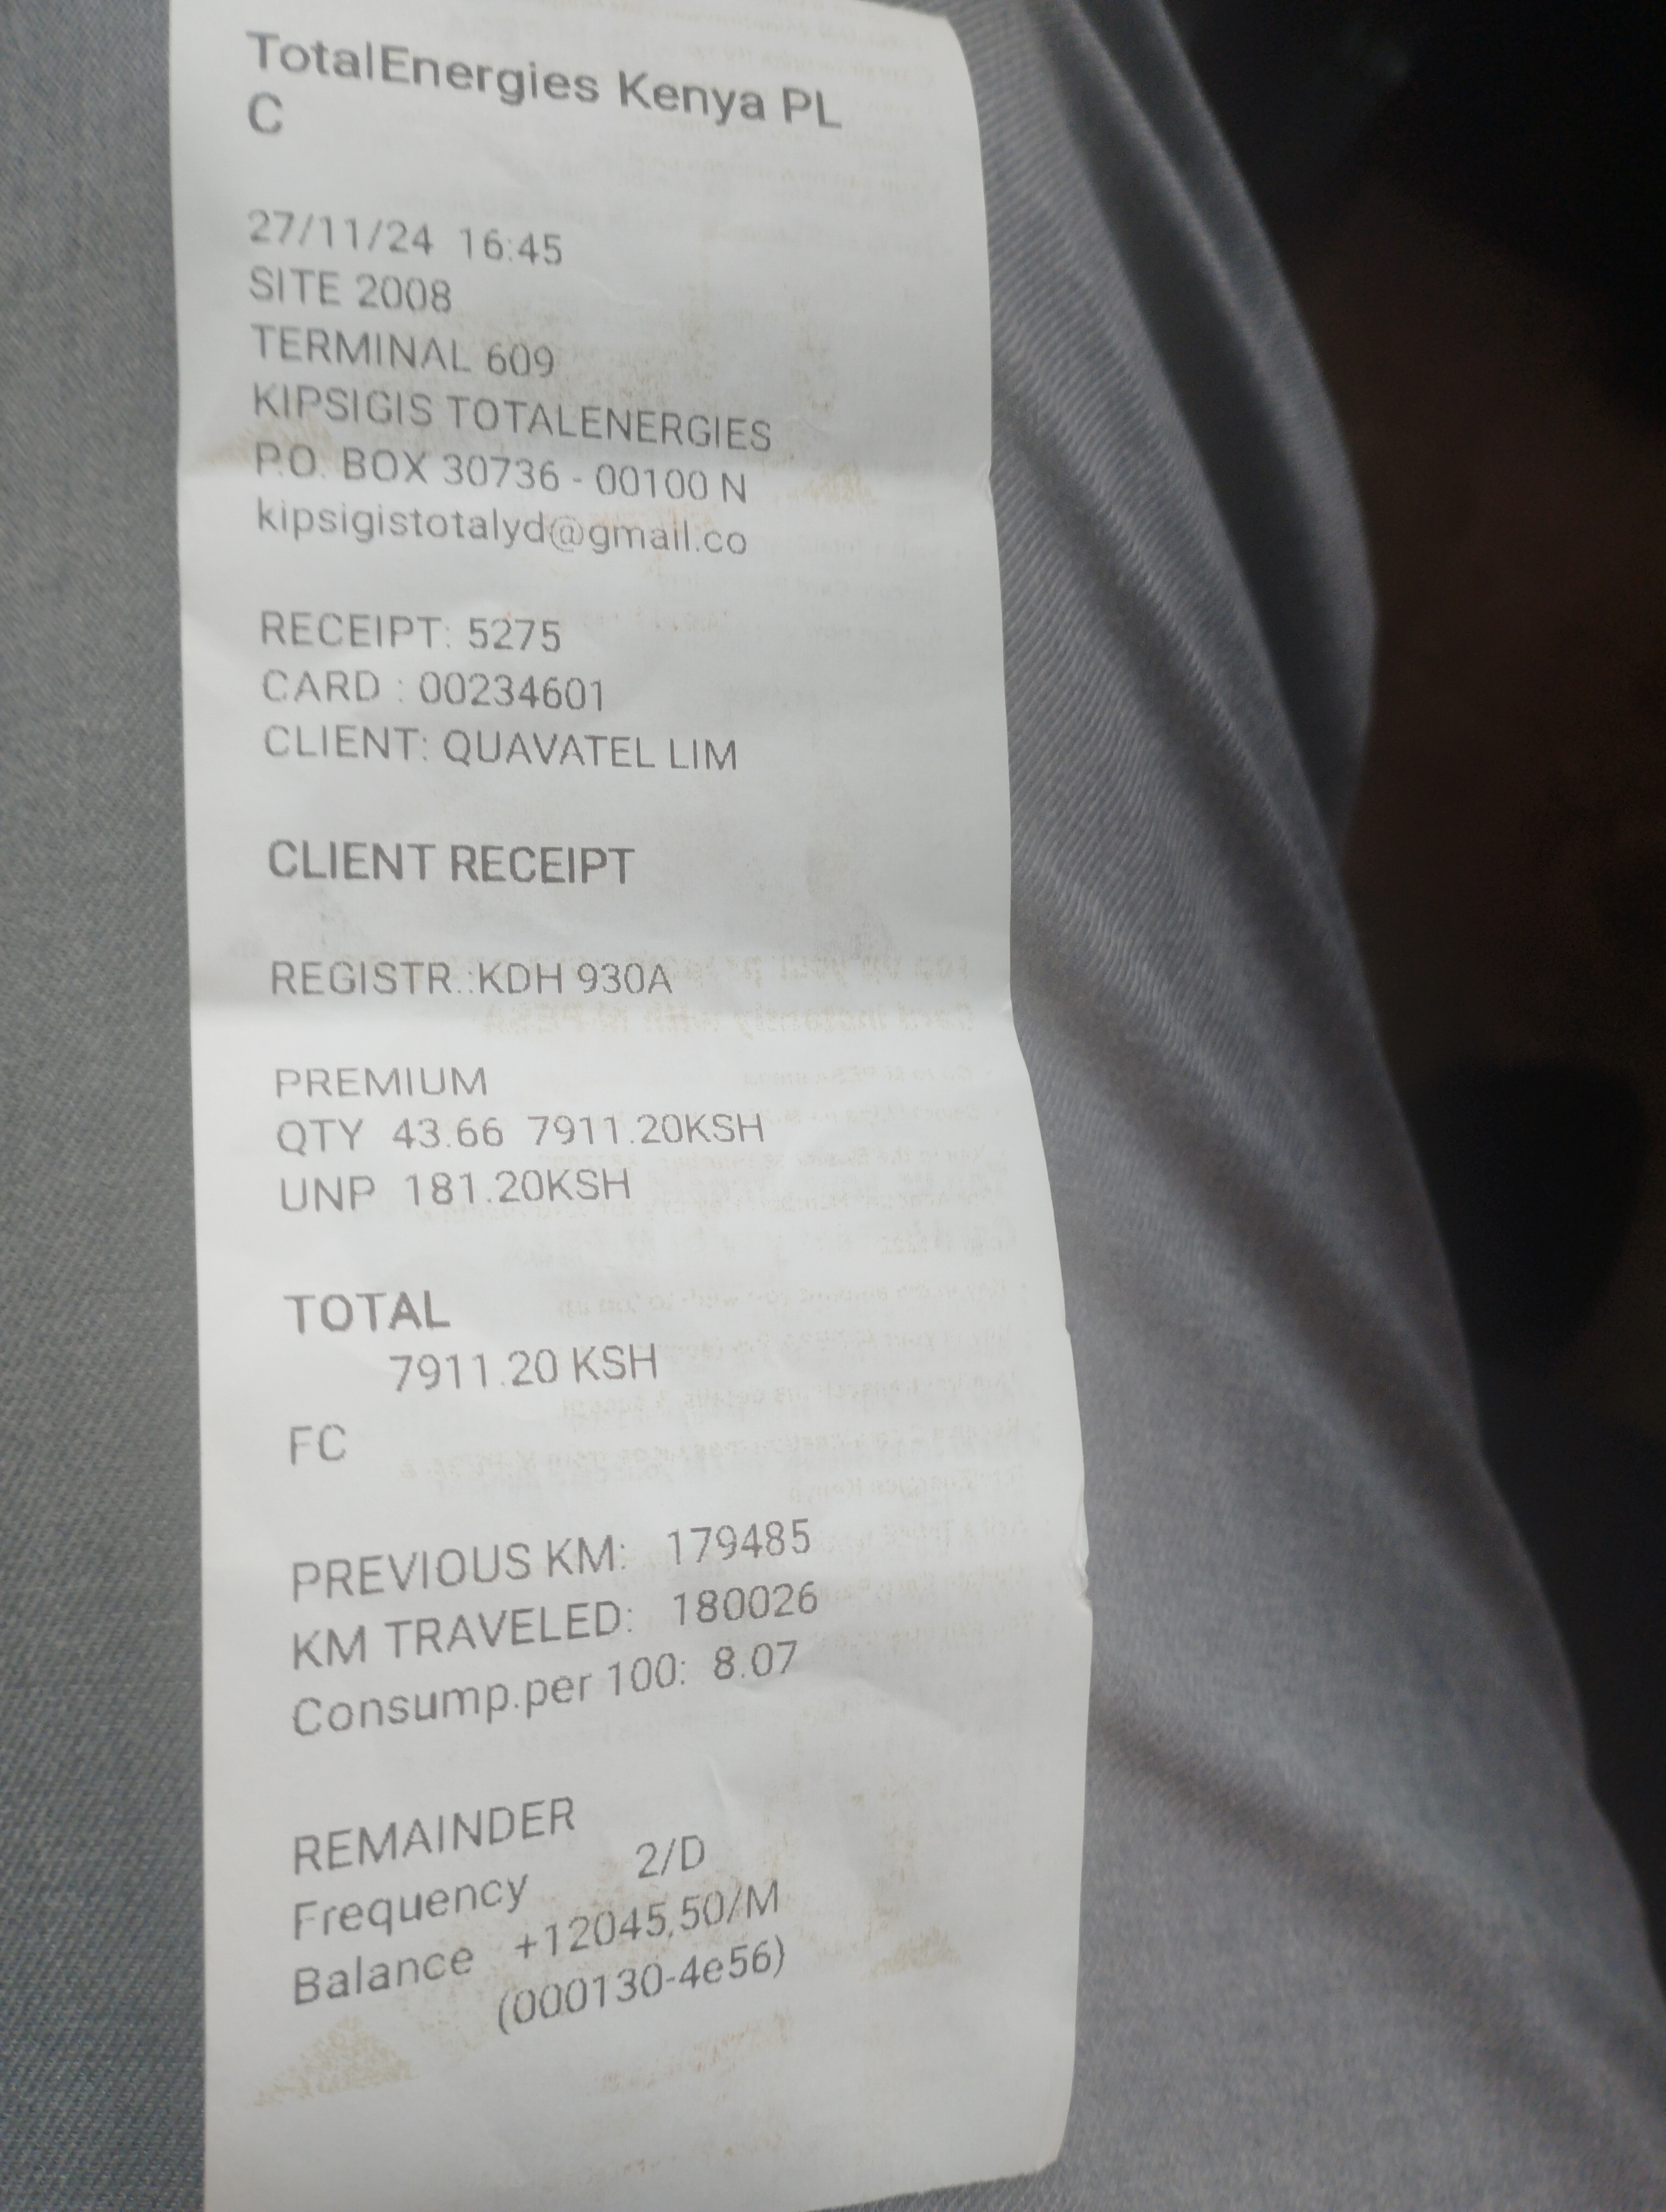 TotalEnergies Kenya PL
C
27/11/24 16:45
SITE 2008
TERMINAL 609
KIPSIGIS TOTALENERGIES
P.O. BOX 30736 - 00100 N
kipsigistotalyd@gmail.co
RECEIPT: 5275
CARD : 00234601
CLIENT: QUAVATEL LIM
CLIENT RECEIPT
REGISTR.:KDH 930A
PREMIUM
QTY 43.66 7911.20KSH
UNP 181.20KSH
TOTAL
7911.20 KSH
FC
PREVIOUS KM: 179485
KM TRAVELED: 180026
Consump.per 100: 8.07
REMAINDER
Frequency 2/D
Balance +12045,50/M
(000130-4e56)